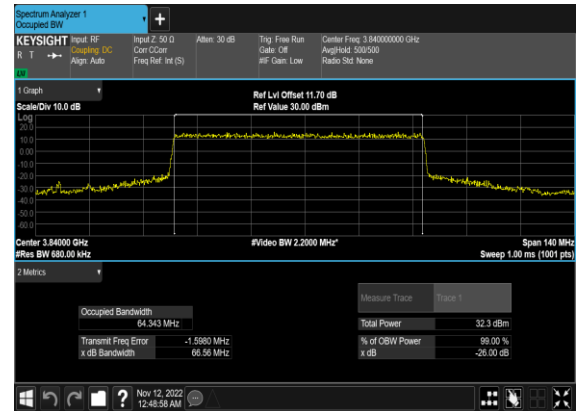 Spectrum Analyzer 1
Occupied BW
+
KEYSIGHT
R T
Input: RF
Coupling: DC
Align: Auto
Input Z: 50 Ω
Corr CCorr
Freq Ref: Int (S)
Atten: 30 dB
Trig: Free Run
Gate: Off
#IF Gain: Low
Center Freq: 3.840000000 GHz
Avg|Hold: 500/500
Radio Std: None
1 Graph
Scale/Div 10.0 dB
Ref Lvl Offset 11.70 dB
Ref Value 30.00 dBm
Log
20.0
10.0
0.00
-10.0
-20.0
-30.0
-40.0
-50.0
-60.0
Center 3.84000 GHz
#Res BW 680.00 kHz
#Video BW 2.2000 MHz*
Span 140 MHz
Sweep 1.00 ms (1001 pts)
2 Metrics
Measure Trace
Trace 1
Occupied Bandwidth
64.343 MHz
Total Power
32.3 dBm
Transmit Freq Error
-1.5980 MHz
% of OBW Power
99.00 %
x dB Bandwidth
66.56 MHz
x dB
-26.00 dB
?
Nov 12, 2022
12:48:58 AM